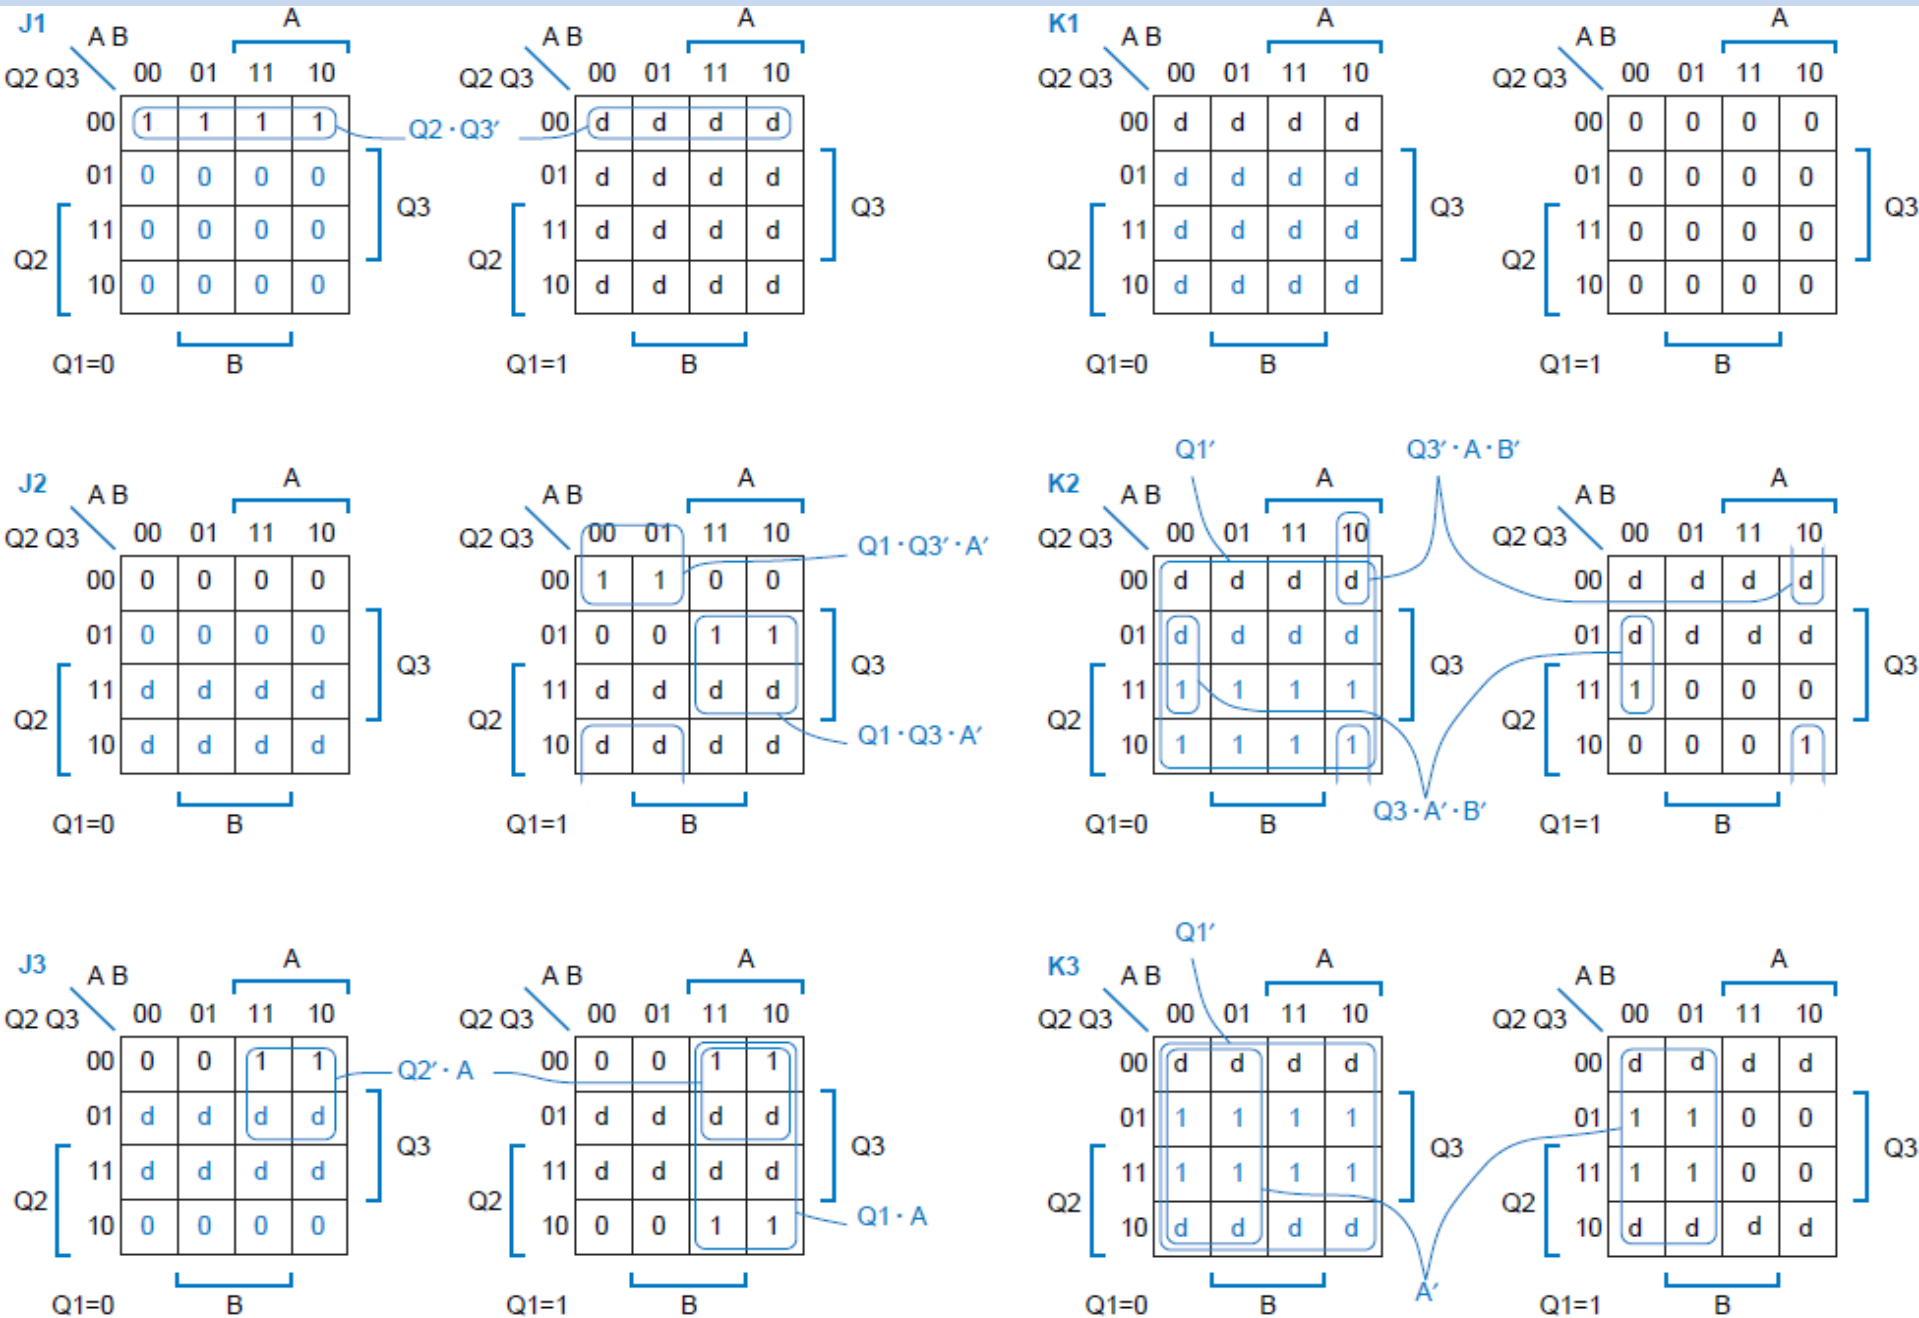 J1 A K1 A
A B A A B A
Q2 Q3 00 01 11 10 Q2 Q3 00 01 11 10 Q2 Q3 00 01 11 10 Q2 Q3 00 01 11 10
00 1 1 1 1 Q2 · Q3′ 00 d d d d 00 d d d d 00 0 0 0 0
01 0 0 0 0 01 d d d d 01 d d d d 01 0 0 0 0
Q3 Q3 Q3 Q3
11 0 0 0 0 11 d d d d 11 d d d d 11 0 0 0 0
Q2 Q2 Q2 Q2
10 0 0 0 0 10 d d d d 10 d d d d 10 0 0 0 0
Q1=0 B Q1=1 B Q1=0 B Q1=1 B
Q1′ Q3′ · A · B′
J2 A B A A B A K2 A B A A B A
Q2 Q3 00 01 11 10 Q2 Q3 00 01 11 10 Q1 · Q3′ · A′ Q2 Q3 00 01 11 10 Q2 Q3 00 01 11 10
00 0 0 0 0 00 1 1 0 0 00 d d d d 00 d d d d
01 0 0 0 0 01 0 0 1 1 01 d d d d 01 d d d d
Q3 Q3 Q3 Q3
11 d d d d 11 d d d d 11 1 1 1 1 11 1 0 0 0
Q2 Q2 Q1 · Q3 · A′ Q2 Q2
10 d d d d 10 d d d d 10 1 1 1 1 10 0 0 0 1
Q3 · A′ · B′
Q1=0 B Q1=1 B Q1=0 B Q1=1 B
Q1′
J3 A B A A B A K3 A B A A B A
Q2 Q3 00 01 11 10 Q2 Q3 00 01 11 10 Q2 Q3 00 01 11 10 Q2 Q3 00 01 11 10
00 0 0 1 1 Q2′ · A 00 0 0 1 1 00 d d d d 00 d d d d
01 d d d d 01 d d d d 01 1 1 1 1 01 1 1 0 0
Q3 Q3 Q3 Q3
11 d d d d 11 d d d d 11 1 1 1 1 11 1 1 0 0
Q2 Q2 Q2 Q2
10 0 0 0 0 10 0 0 1 1 Q1 · A 10 d d d d 10 d d d d
A′
Q1=0 B Q1=1 B Q1=0 B Q1=1 B